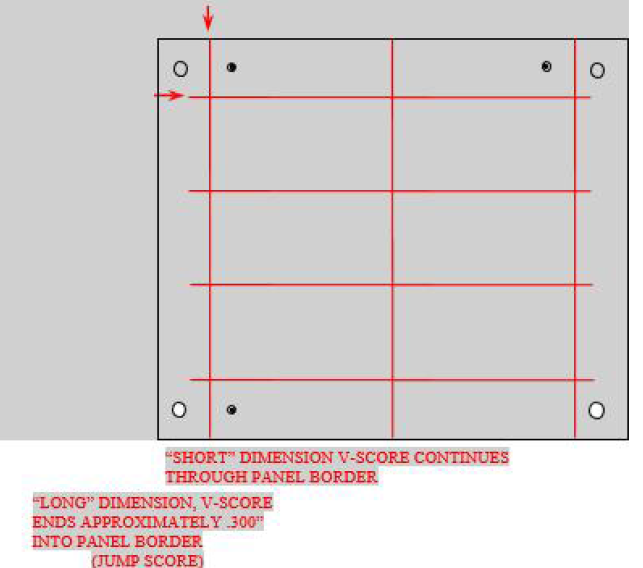 “SHORT” DIMENSION V-SCORE CONTINUES
THROUGH PANEL BORDER
“LONG” DIMENSION, V-SCORE
ENDS APPROXIMATELY .300”
INTO PANEL BORDER
(JUMP SCORE)